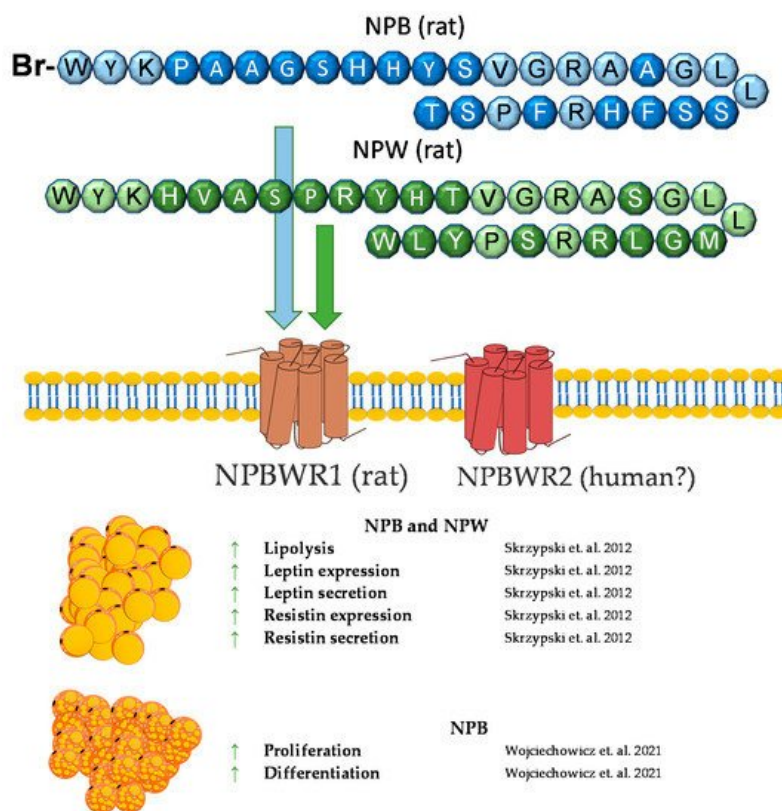 NPB (rat)
Br-WYKPAAGSHHYSVGRAAGL
L
TSPFRHFSS
NPW (rat)
WYKHVASPRYHTVGRASGL
L
WLYPSRRLGM
NPBWR1 (rat) NPBWR2 (human?)
NPB and NPW
↑ Lipolysis Skrzypski et. al. 2012
↑ Leptin expression Skrzypski et. al. 2012
↑ Leptin secretion Skrzypski et. al. 2012
↑ Resistin expression Skrzypski et. al. 2012
↑ Resistin secretion Skrzypski et. al. 2012
NPB
↑ Proliferation Wojciechowicz et. al. 2021
↑ Differentiation Wojciechowicz et. al. 2021